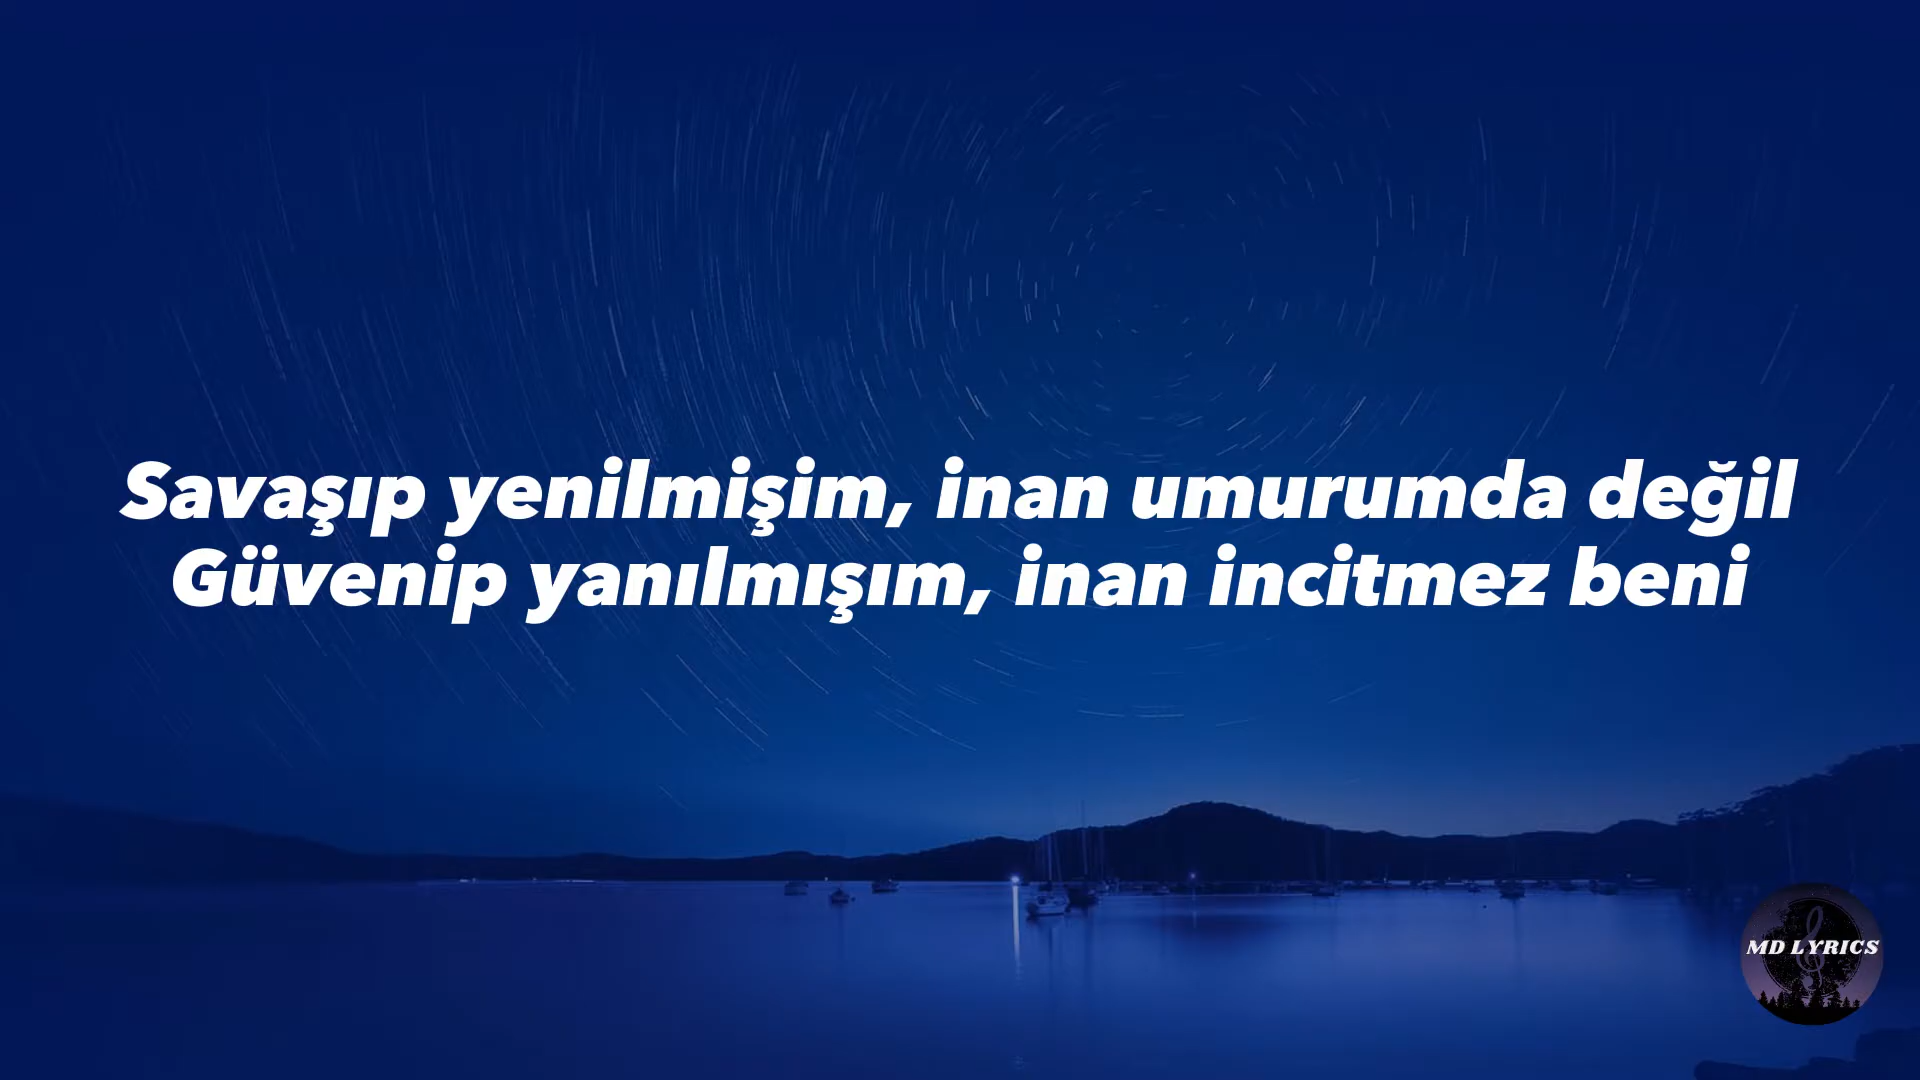 Savaşıp yenilmişim, inan umurumda değil
Güvenip yanılmışım, inan incitmez beni
MD LYRICS